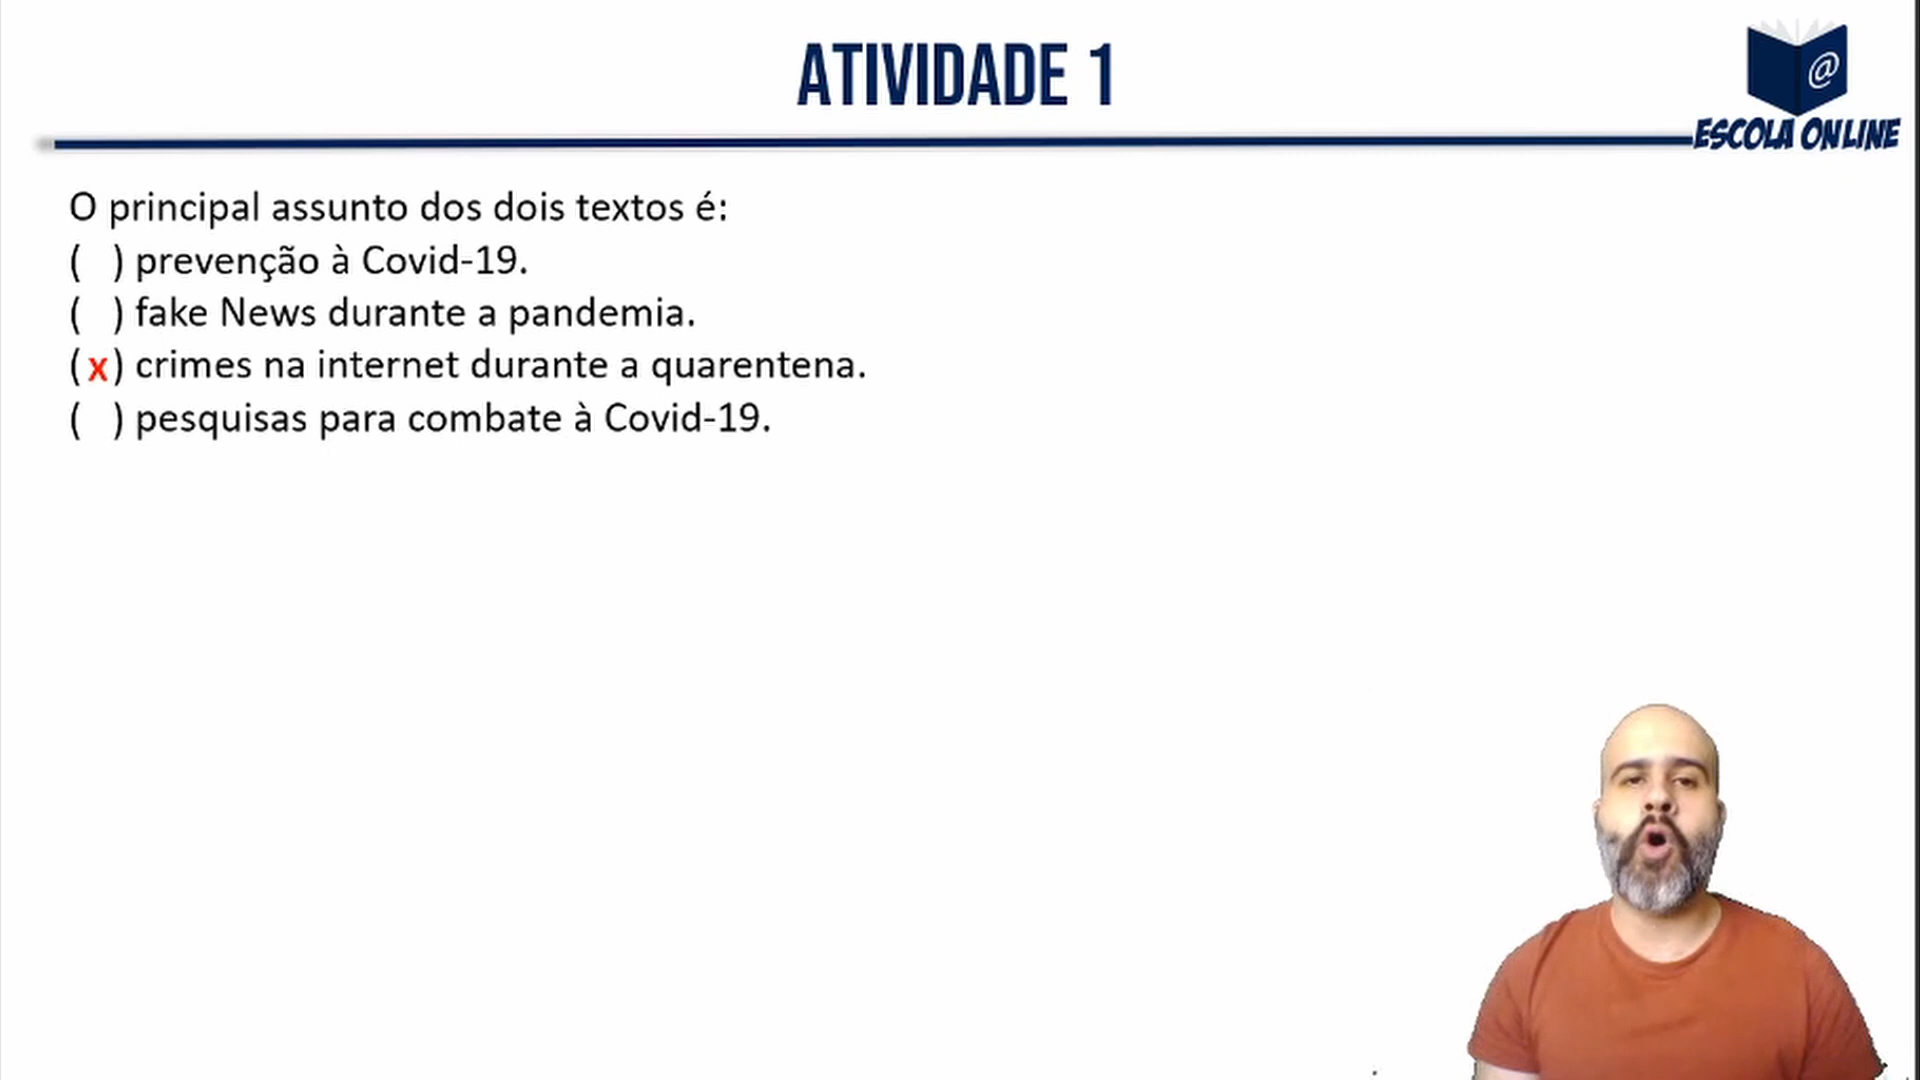 ATIVIDADE 1
@
ESCOLA ONLINE
O principal assunto dos dois textos é:
(   ) prevenção à Covid-19.
(   ) fake News durante a pandemia.
( x ) crimes na internet durante a quarentena.
(   ) pesquisas para combate à Covid-19.